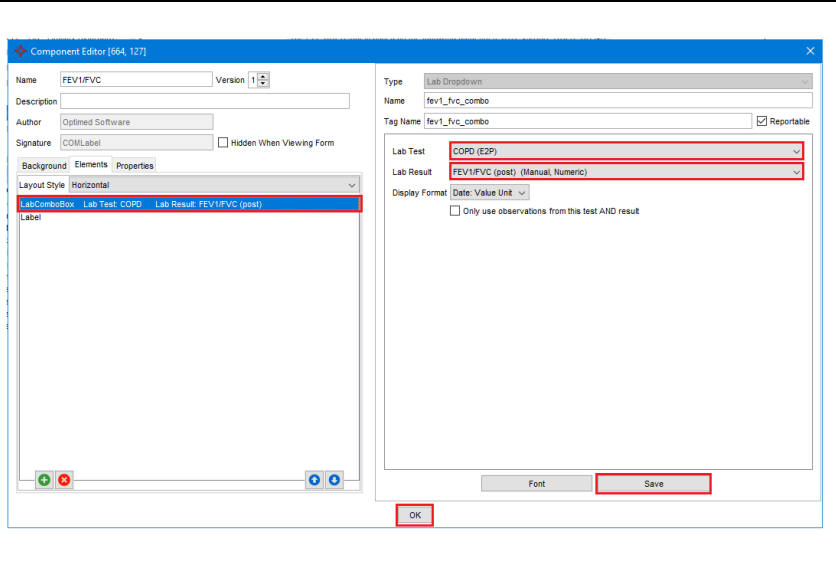 Component Editor [664, 127]
Name FEV1/FVC Version 1
Description
Author Optimed Software
Signature COMLabel Hidden When Viewing Form
Background Elements Properties
Layout Style Horizontal
LabComboBox Lab Test: COPD Lab Result: FEV1/FVC (post)
Label
Type Lab Dropdown
Name fev1_fvc_combo
Tag Name fev1_fvc_combo Reportable
Lab Test COPD (E2P)
Lab Result FEV1/FVC (post) (Manual, Numeric)
Display Format Date: Value Unit
Only use observations from this test AND result
Font Save
OK